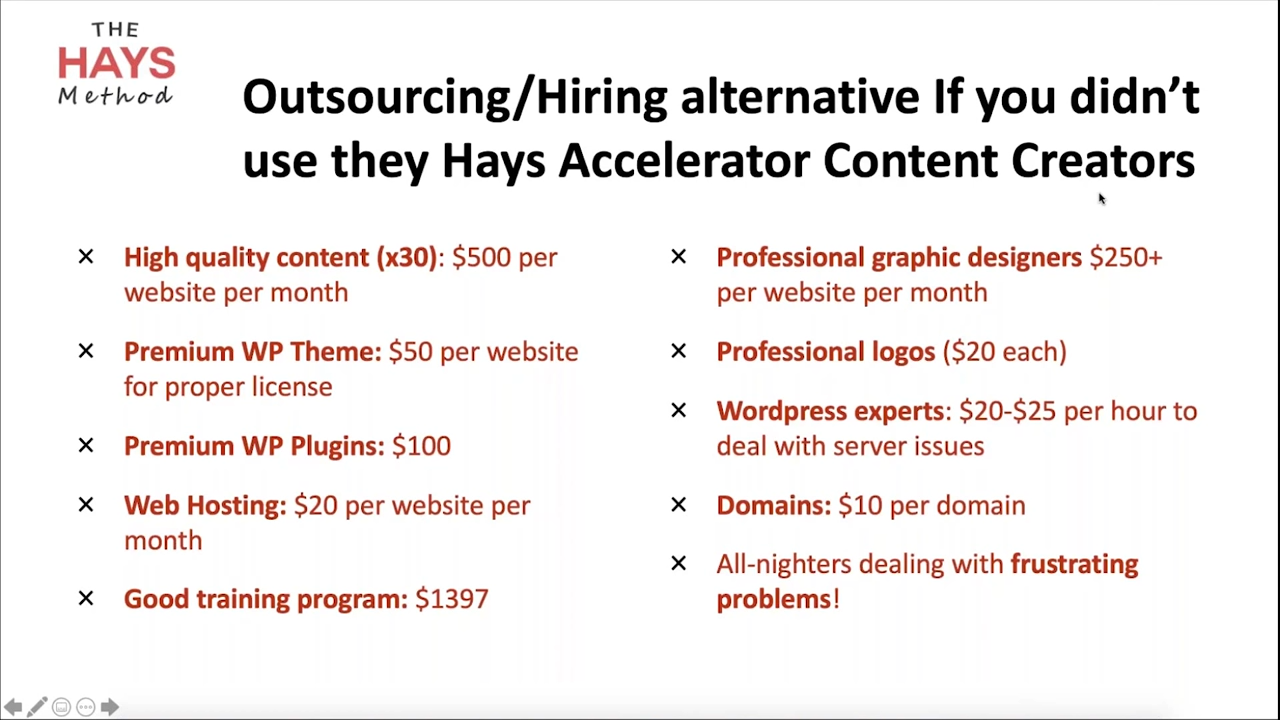 THE
HAYS
Method
Outsourcing/Hiring alternative If you didn’t
use they Hays Accelerator Content Creators
× High quality content (x30): $500 per
website per month
× Premium WP Theme: $50 per website
for proper license
× Premium WP Plugins: $100
× Web Hosting: $20 per website per
month
× Good training program: $1397
× Professional graphic designers $250+
per website per month
× Professional logos ($20 each)
× Wordpress experts: $20-$25 per hour to
deal with server issues
× Domains: $10 per domain
× All-nighters dealing with frustrating
problems!